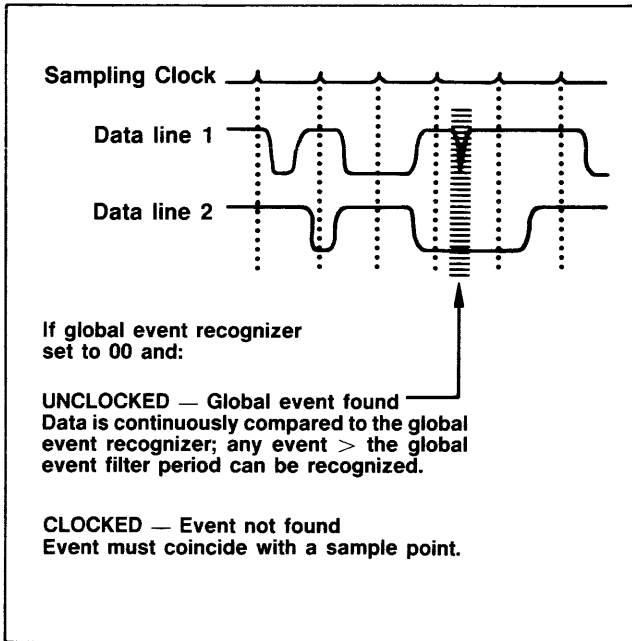 Sampling Clock
Data line 1
Data line 2
If global event recognizer
set to 00 and:
UNCLOCKED — Global event found
Data is continuously compared to the global
event recognizer; any event > the global
event filter period can be recognized.
CLOCKED — Event not found
Event must coincide with a sample point.